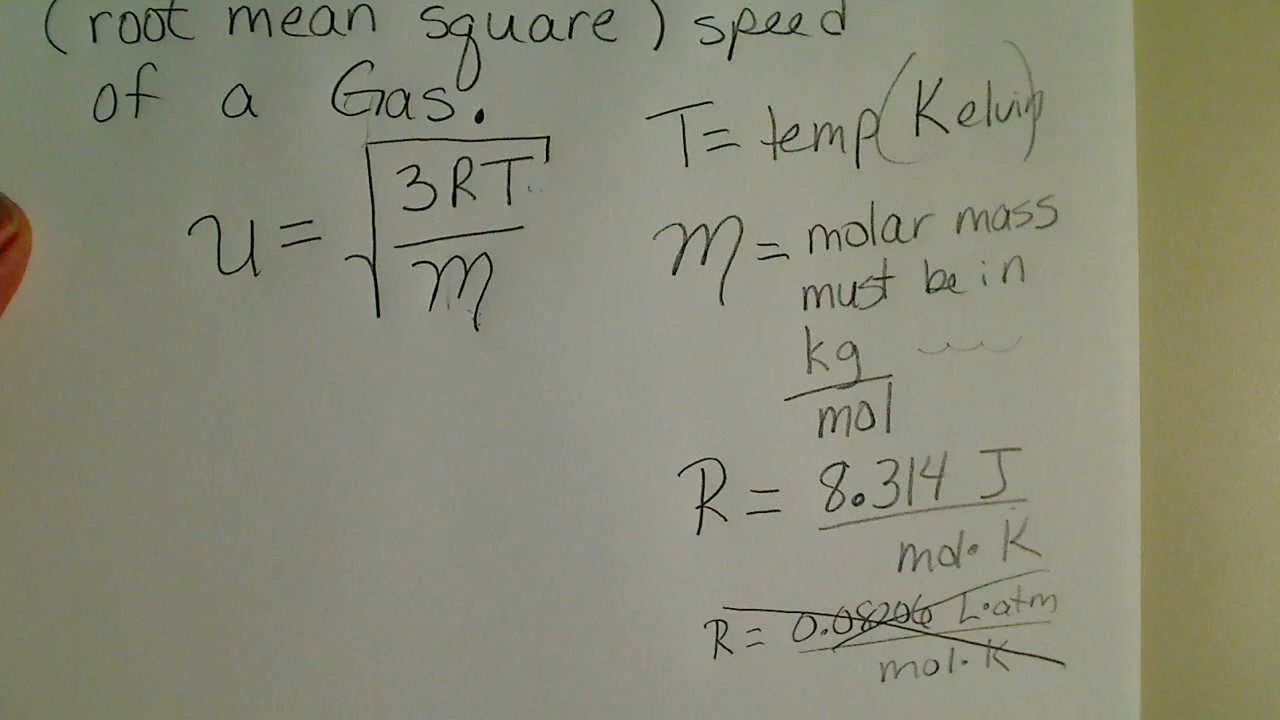 (root mean square) speed
of a Gas.
u = √(3RT/m)
T = temp (Kelvin)
m = molar mass
must be in
kg
mol
R = 8.314 J
mol·K
R = 0.08206 L·atm
mol·K